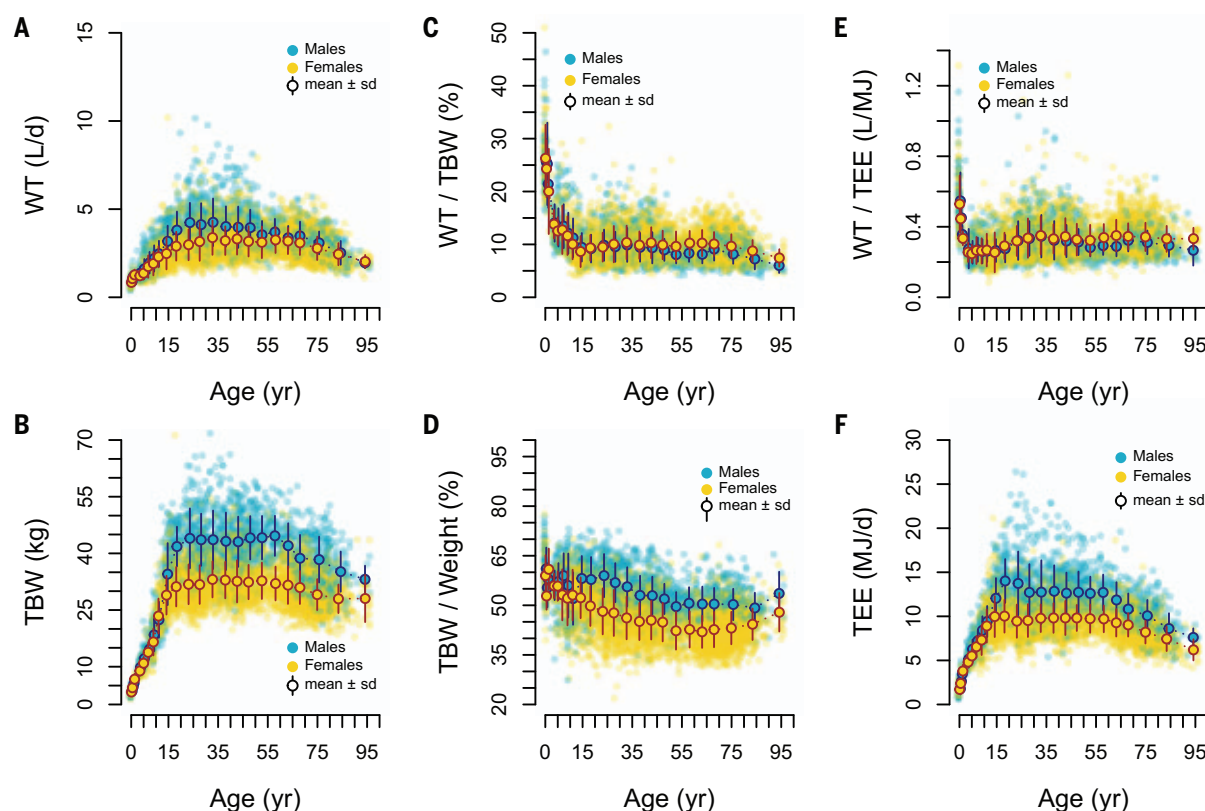 A
WT (L/d)
15
10
5
0
Males
Females
mean ± sd
0 15 35 55 75 95
Age (yr)
C
WT / TBW (%)
50
40
30
20
10
0
Males
Females
mean ± sd
0 15 35 55 75 95
Age (yr)
E
WT / TEE (L/MJ)
1.2
0.8
0.4
0.0
Males
Females
mean ± sd
0 15 35 55 75 95
Age (yr)
B
TBW (kg)
70
55
40
25
10
0
Males
Females
mean ± sd
0 15 35 55 75 95
Age (yr)
D
TBW / Weight (%)
95
80
65
50
35
20
Males
Females
mean ± sd
0 15 35 55 75 95
Age (yr)
F
TEE (MJ/d)
30
25
20
15
10
5
0
Males
Females
mean ± sd
0 15 35 55 75 95
Age (yr)